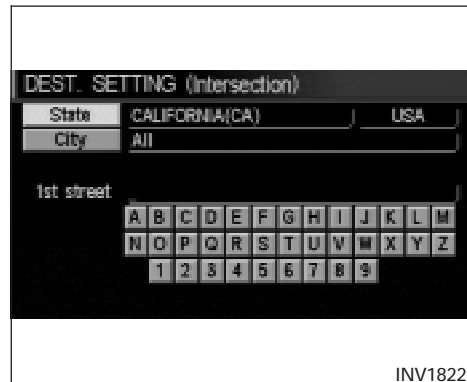 DEST. SETTING (Intersection)
State CALIFORNIA(CA) USA
City All
1st street
A B C D E F G H I J K L M
N O P Q R S T U V W X Y Z
1 2 3 4 5 6 7 8 9
INV1822